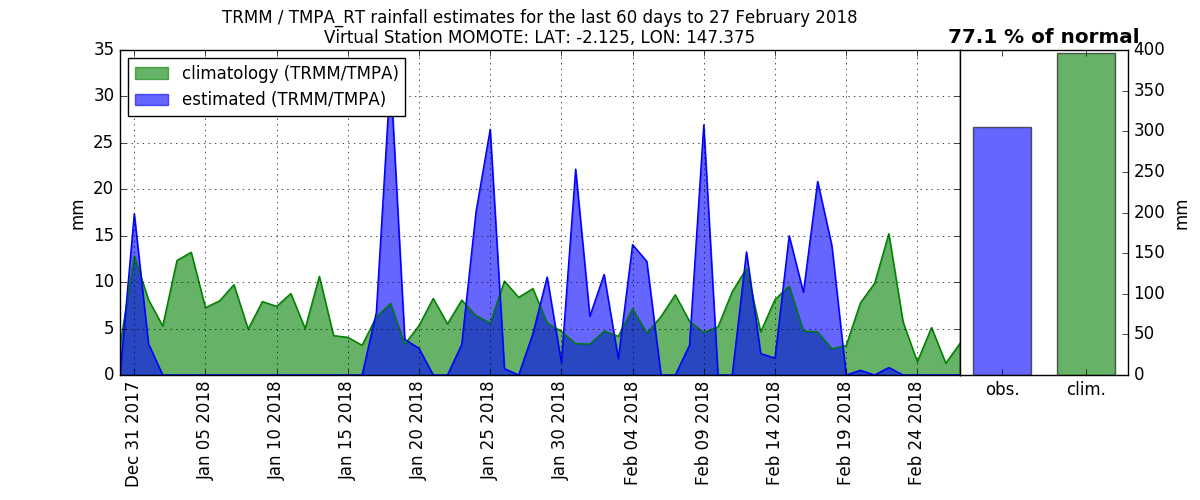 TRMM / TMPA_RT rainfall estimates for the last 60 days to 27 February 2018
Virtual Station MOMOTE: LAT: -2.125, LON: 147.375
77.1 % of normal
climatology (TRMM/TMPA)
estimated (TRMM/TMPA)
35
30
25
20
15
10
5
0
mm
Dec 31 2017
Jan 05 2018
Jan 10 2018
Jan 15 2018
Jan 20 2018
Jan 25 2018
Jan 30 2018
Feb 04 2018
Feb 09 2018
Feb 14 2018
Feb 19 2018
Feb 24 2018
obs.
clim.
400
350
300
250
200
150
100
50
0
mm